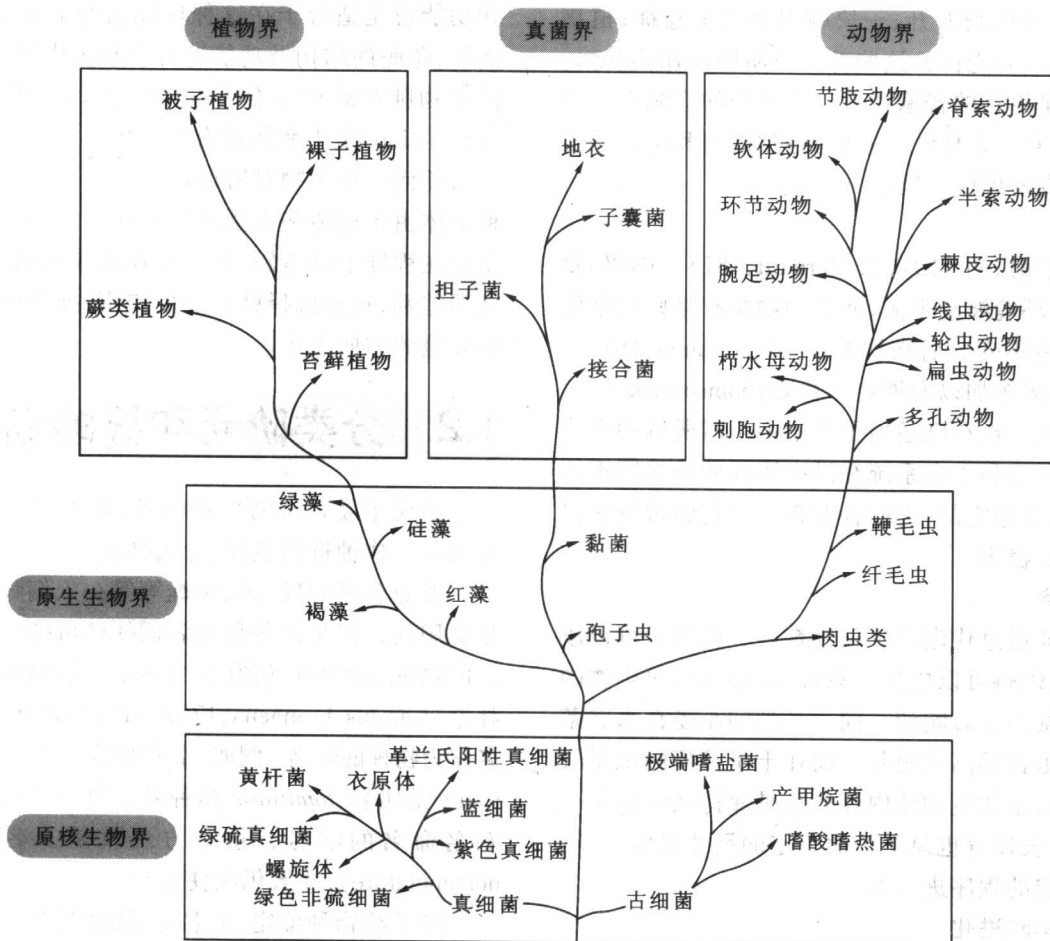 植物界
真菌界
动物界
被子植物
裸子植物
蕨类植物
苔藓植物
地衣
子囊菌
担子菌
接合菌
节肢动物
脊索动物
软体动物
环节动物
半索动物
腕足动物
棘皮动物
线虫动物
轮虫动物
扁虫动物
栉水母动物
刺胞动物
多孔动物
原生生物界
绿藻
硅藻
褐藻
红藻
黏菌
孢子虫
鞭毛虫
纤毛虫
肉虫类
原核生物界
革兰氏阳性真细菌
黄杆菌
衣原体
蓝细菌
绿硫真细菌
紫色真细菌
螺旋体
绿色非硫细菌
真细菌
极端嗜盐菌
产甲烷菌
嗜酸嗜热菌
古细菌